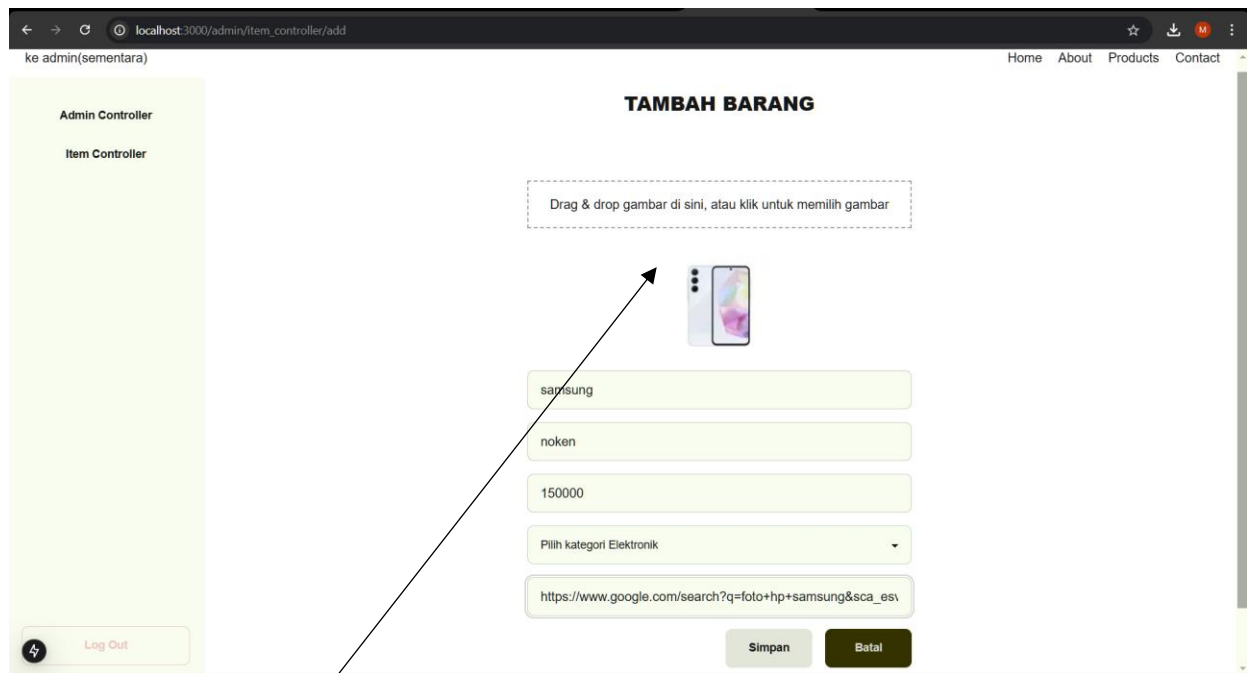 localhost:3000/admin/item_controller/add
M
ke admin(sementara)
Home About Products Contact
Admin Controller
Item Controller
TAMBAH BARANG
Drag & drop gambar di sini, atau klik untuk memilih gambar
samsung
noken
150000
Pilih kategori Elektronik
https://www.google.com/search?q=foto+hp+samsung&sca_esv
Simpan
Batal
Log Out